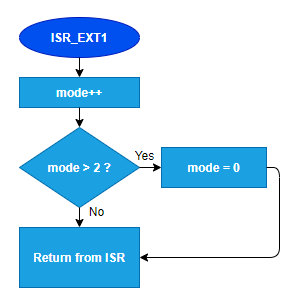 ISR_EXT1
mode++
mode > 2 ?
Yes
mode = 0
No
Return from ISR